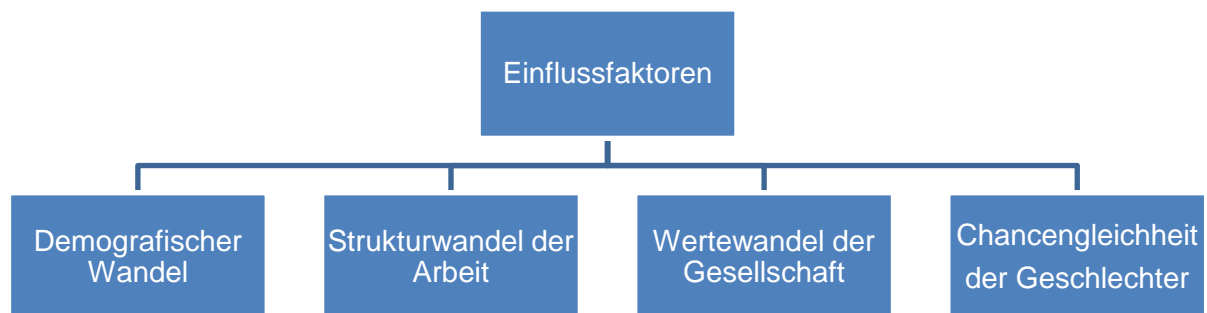 Einflussfaktoren
Demografischer
Wandel
Strukturwandel der
Arbeit
Wertewandel der
Gesellschaft
Chancengleichheit
der Geschlechter